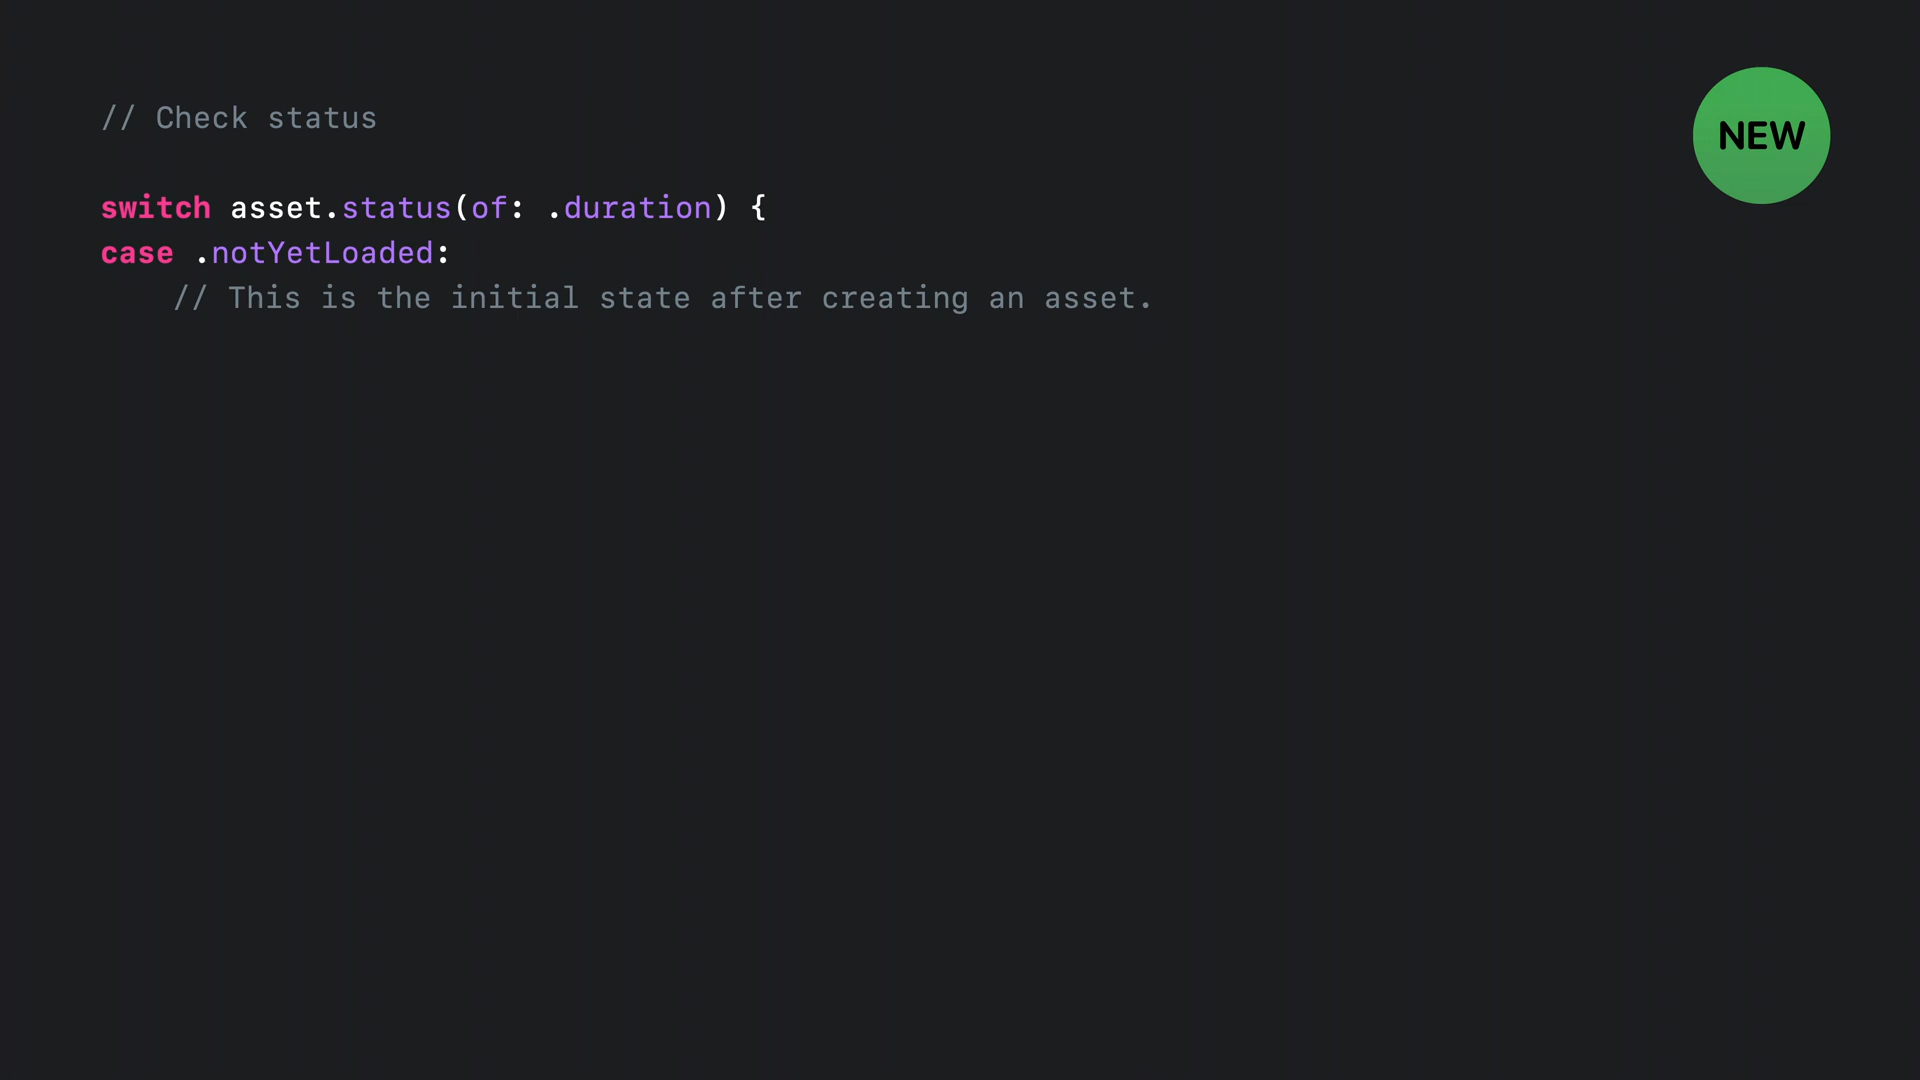 // Check status
NEW
switch asset.status(of: .duration) {
case .notYetLoaded:
    // This is the initial state after creating an asset.